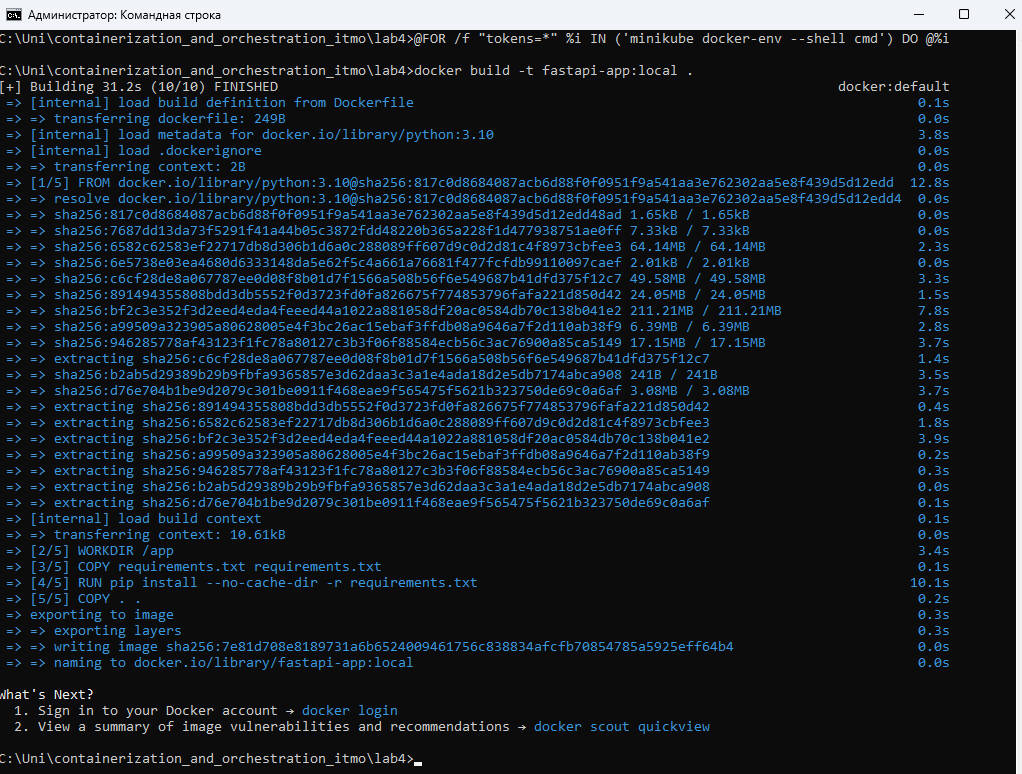 Администратор: Командная строка
C:\Uni\containerization_and_orchestration_itmo\lab4>@FOR /f "tokens=*" %i IN ('minikube docker-env --shell cmd') DO @%i
C:\Uni\containerization_and_orchestration_itmo\lab4>docker build -t fastapi-app:local .
[+] Building 31.2s (10/10) FINISHED docker:default
=> [internal] load build definition from Dockerfile 0.1s
=> => transferring dockerfile: 249B 0.0s
=> [internal] load metadata for docker.io/library/python:3.10 3.8s
=> [internal] load .dockerignore 0.0s
=> => transferring context: 2B 0.0s
=> [1/5] FROM docker.io/library/python:3.10@sha256:817c0d8684087acb6d88f0f0951f9a541aa3e762302aa5e8f439d5d12edd 12.8s
=> => resolve docker.io/library/python:3.10@sha256:817c0d8684087acb6d88f0f0951f9a541aa3e762302aa5e8f439d5d12edd4 0.0s
=> => sha256:817c0d8684087acb6d88f0f0951f9a541aa3e762302aa5e8f439d5d12edd48ad 1.65kB / 1.65kB 0.0s
=> => sha256:7687dd13da73f5291f41a44b05c3872fdd48220b365a228f1d477938751ae0ff 7.33kB / 7.33kB 0.0s
=> => sha256:6582c62583ef22717db8d306b1d6a0c288089ff607d9c0d2d81c4f8973cbfee3 64.14MB / 64.14MB 2.3s
=> => sha256:6e5738e03ea4680d6333148da5e62f5c4a661a76681f477fcfdb99110097caef 2.01kB / 2.01kB 0.0s
=> => sha256:c6cf28de8a067787ee0d08f8b01d7f1566a508b56f6e549687b41dfd375f12c7 49.58MB / 49.58MB 3.3s
=> => sha256:891494355808bdd3db5552f0d3723fd0fa826675f774853796fafa221d850d42 24.05MB / 24.05MB 1.5s
=> => sha256:bf2c3e352f3d2eed4eda4feeed44a1022a881058df20ac0584db70c138b041e2 211.21MB / 211.21MB 7.8s
=> => sha256:a99509a323905a80628005e4f3bc26ac15ebaf3ffdb08a9646a7f2d110ab38f9 6.39MB / 6.39MB 2.8s
=> => sha256:946285778af43123f1fc78a80127c3b3f06f88584ecb56c3ac76900a85ca5149 17.15MB / 17.15MB 3.7s
=> => extracting sha256:c6cf28de8a067787ee0d08f8b01d7f1566a508b56f6e549687b41dfd375f12c7 1.4s
=> => sha256:b2ab5d29389b29b9fbfa9365857e3d62daa3c3a1e4ada18d2e5db7174abca908 241B / 241B 3.5s
=> => sha256:d76e704b1be9d2079c301be0911f468eae9f565475f5621b323750de69c0a6af 3.08MB / 3.08MB 3.7s
=> => extracting sha256:891494355808bdd3db5552f0d3723fd0fa826675f774853796fafa221d850d42 0.4s
=> => extracting sha256:6582c62583ef22717db8d306b1d6a0c288089ff607d9c0d2d81c4f8973cbfee3 1.8s
=> => extracting sha256:bf2c3e352f3d2eed4eda4feeed44a1022a881058df20ac0584db70c138b041e2 3.9s
=> => extracting sha256:a99509a323905a80628005e4f3bc26ac15ebaf3ffdb08a9646a7f2d110ab38f9 0.2s
=> => extracting sha256:946285778af43123f1fc78a80127c3b3f06f88584ecb56c3ac76900a85ca5149 0.3s
=> => extracting sha256:b2ab5d29389b29b9fbfa9365857e3d62daa3c3a1e4ada18d2e5db7174abca908 0.0s
=> => extracting sha256:d76e704b1be9d2079c301be0911f468eae9f565475f5621b323750de69c0a6af 0.1s
=> [internal] load build context 0.1s
=> => transferring context: 10.61kB 0.0s
=> [2/5] WORKDIR /app 3.4s
=> [3/5] COPY requirements.txt requirements.txt 0.1s
=> [4/5] RUN pip install --no-cache-dir -r requirements.txt 10.1s
=> [5/5] COPY . . 0.2s
=> exporting to image 0.3s
=> => exporting layers 0.3s
=> => writing image sha256:7e81d708e8189731a6b6524009461756c838834afcfb70854785a5925eff64b4 0.0s
=> => naming to docker.io/library/fastapi-app:local 0.0s
What's Next?
1. Sign in to your Docker account → docker login
2. View a summary of image vulnerabilities and recommendations → docker scout quickview
C:\Uni\containerization_and_orchestration_itmo\lab4>